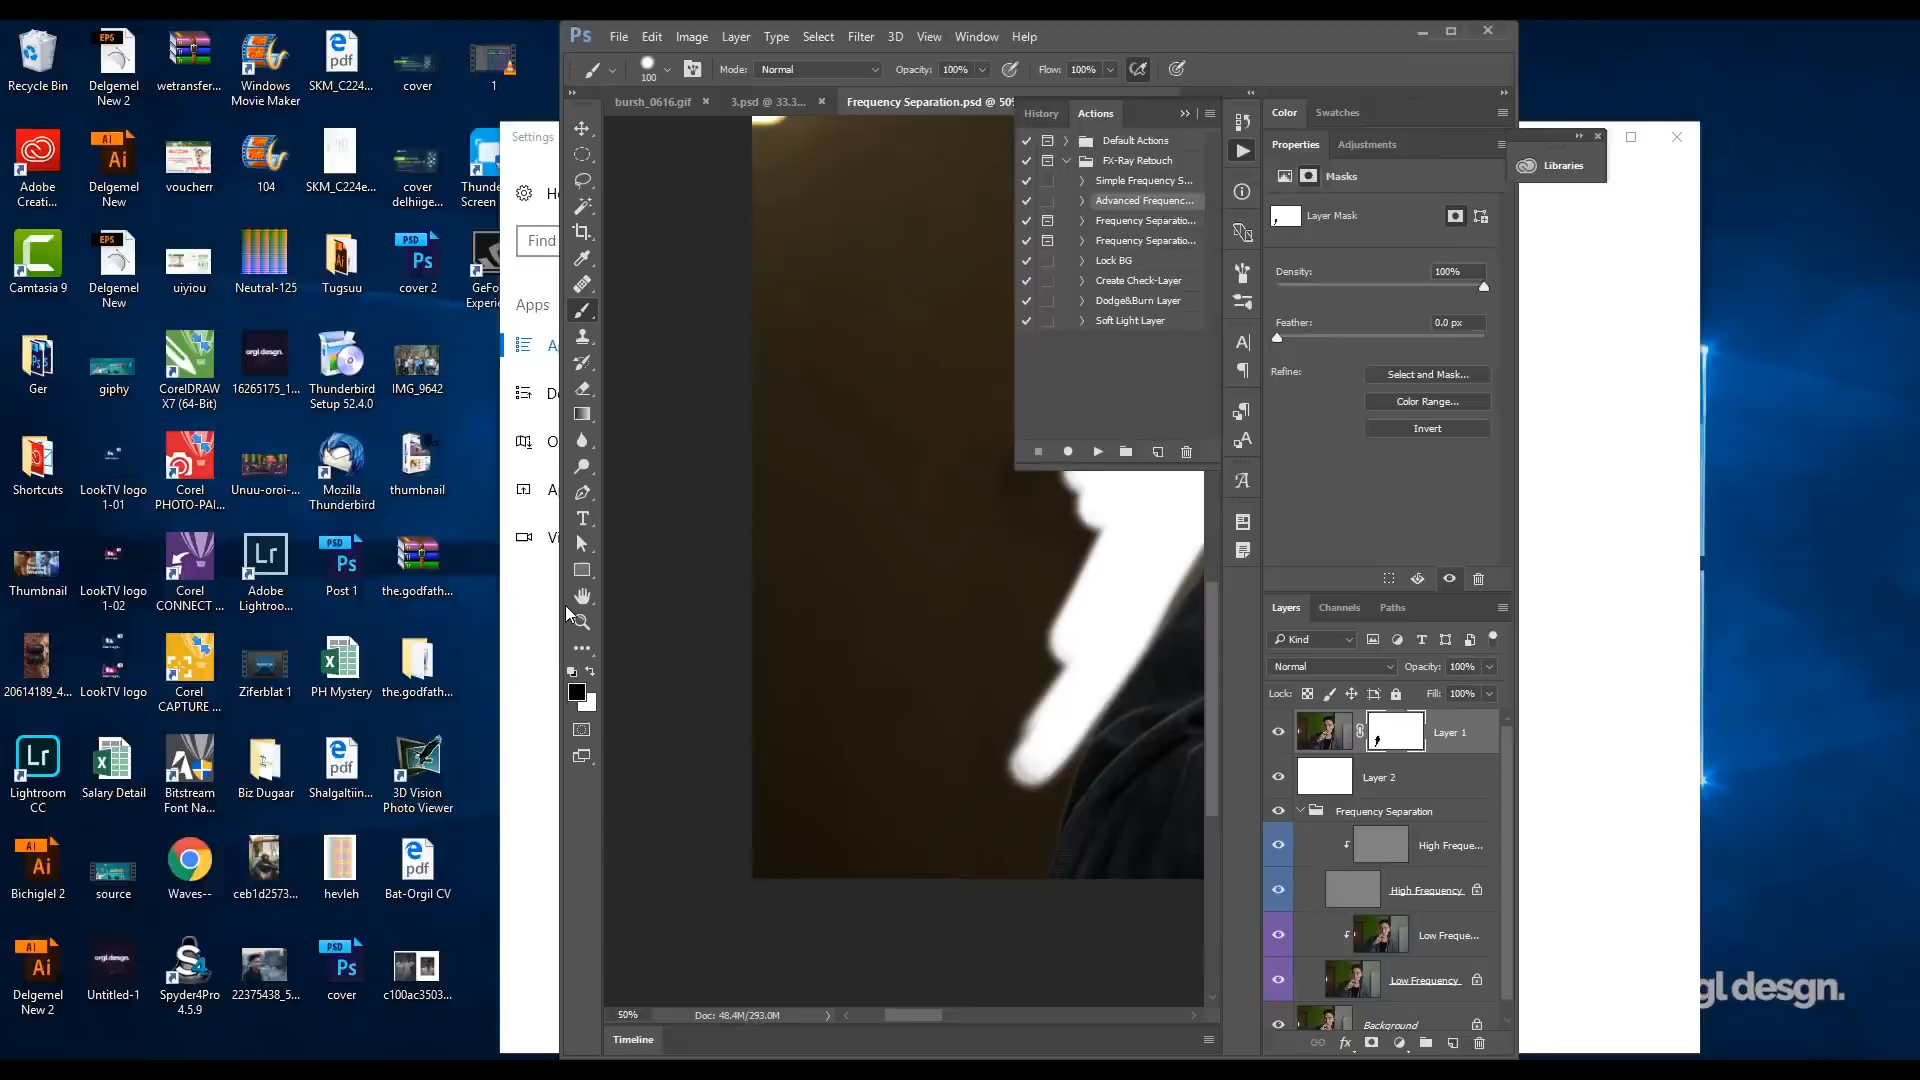 Recycle Bin
Delgemel
New 2
wetransfer...
Windows
Movie Maker
SKM_C224...
cover
1
Adobe
Creati...
Delgemel
New
voucherr
104
SKM_C224e...
cover
delhiige...
Thunde
Screen
Camtasia 9
Delgemel
New
uiyiou
Neutral-125
Tugsuu
cover 2
GeFo
Experie
Ger
giphy
CorelDRAW
X7 (64-Bit)
16265175_1...
Thunderbird
Setup 52.4.0
IMG_9642
Shortcuts
LookTV logo
1-01
Corel
PHOTO-PAI...
Unuu-oroi-...
Mozilla
Thunderbird
thumbnail
Thumbnail
LookTV logo
1-02
Corel
CONNECT ...
Adobe
Lightroo...
Post 1
the.godfath...
20614189_4...
LookTV logo
Corel
CAPTURE ...
Ziferblat 1
PH Mystery
the.godfath...
Lightroom
CC
Salary Detail
Bitstream
Font Na...
Biz Dugaar
Shalgaltiin...
3D Vision
Photo Viewer
Bichiglel 2
source
Waves--
ceb1d2573...
hevleh
Bat-Orgil CV
Delgemel
New 2
Untitled-1
Spyder4Pro
4.5.9
22375438_5...
cover
c100ac3503...
Settings
Find
Apps
Ps File Edit Image Layer Type Select Filter 3D View Window Help
100 Mode: Normal Opacity: 100% Flow: 100%
bursh_0616.gif 3.psd @ 33.3... Frequency Separation.psd @ 50%
History Actions
Default Actions
FX-Ray Retouch
Simple Frequency S...
Advanced Frequenc...
Frequency Separatio...
Frequency Separatio...
Lock BG
Create Check-Layer
Dodge&Burn Layer
Soft Light Layer
Color Swatches
Properties Adjustments
Masks
Layer Mask
Density: 100%
Feather: 0.0 px
Refine: Select and Mask...
Color Range...
Invert
Libraries
Layers Channels Paths
Kind
Normal Opacity: 100%
Lock: Fill: 100%
Layer 1
Layer 2
Frequency Separation
High Freque...
High Frequency
Low Freque...
Low Frequency
Background
50% Doc: 48.4M/293.0M
Timeline
gl desgn.